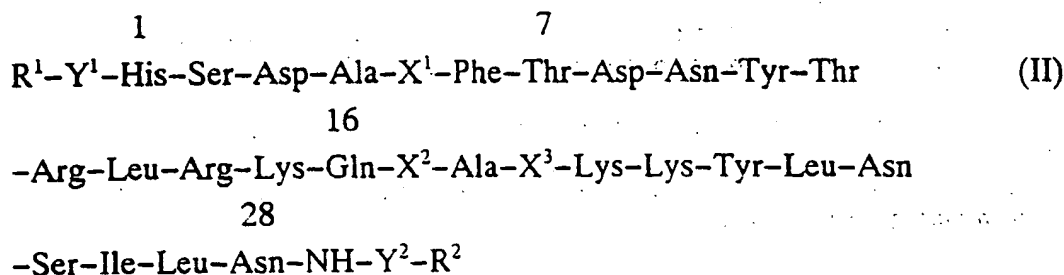 1 7
R¹–Y¹–His–Ser–Asp–Ala–X¹–Phe–Thr–Asp–Asn–Tyr–Thr (II)
16
–Arg–Leu–Arg–Lys–Gln–X²–Ala–X³–Lys–Lys–Tyr–Leu–Asn
28
–Ser–Ile–Leu–Asn–NH–Y²–R²